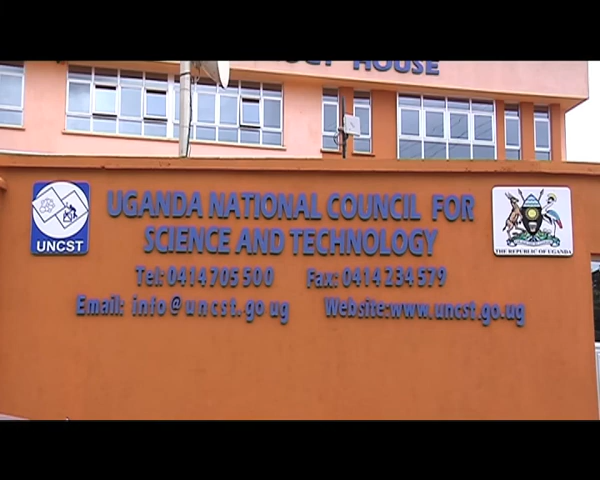 HOUSE
UGANDA NATIONAL COUNCIL FOR
SCIENCE AND TECHNOLOGY
Tel: 0414 705 500 Fax: 0414 234 579
Email: info@uncst.go ug Website:www.uncst.go.ug
UNCST
THE REPUBLIC OF UGANDA